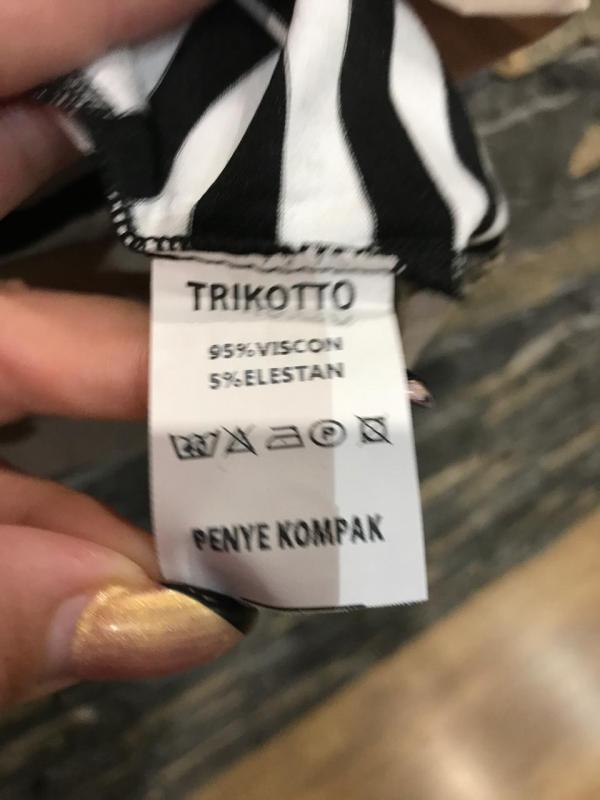 TRIKOTTO
95%VISCON
5%ELESTAN
P
PENYE KOMPAK